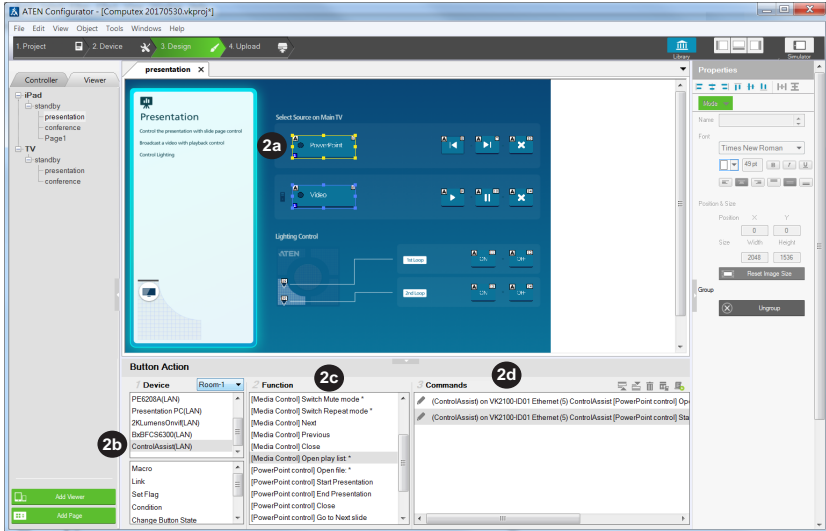 ATEN Configurator - [Computex 20170530.vkproj*]
File Edit View Object Tools Windows Help
1. Project 2. Device 3. Design 4. Upload
Library Simulator
Controller Viewer
iPad
standby
presentation
conference
Page1
TV
standby
presentation
conference
Add Viewer
Add Page
presentation X
Presentation
Control the presentation with slide page control
Broadcast a video with playback control
Control Lighting
Select Source on Main TV
2a
PowerPoint
Video
Lighting Control
ATEN
1st Loop
ON
Off
2nd Loop
ON
Off
Button Action
1 Device Room-1
PE6208A(LAN)
Presentation PC(LAN)
2KLumensOnvif(LAN)
BxBFCS6300(LAN)
2b
ControlAssist(LAN)
Macro
Link
Set Flag
Condition
Change Button State
2 Function
2c
[Media Control] Switch Mute mode *
[Media Control] Switch Repeat mode *
[Media Control] Next
[Media Control] Previous
[Media Control] Close
[Media Control] Open play list: *
[PowerPoint control] Open file: *
[PowerPoint control] Start Presentation
[PowerPoint control] End Presentation
[PowerPoint control] Close
[PowerPoint control] Go to Next slide
3 Commands
2d
(ControlAssist) on VK2100-ID01 Ethernet (5) ControlAssist [PowerPoint control] Ope
(ControlAssist) on VK2100-ID01 Ethernet (5) ControlAssist [PowerPoint control] Sta
Properties
Name
Font
Times New Roman
49 pt B I U
Position & Size
Position X Y
0 0
Size Width Height
2048 1536
Reset Image Size
Group
Ungroup